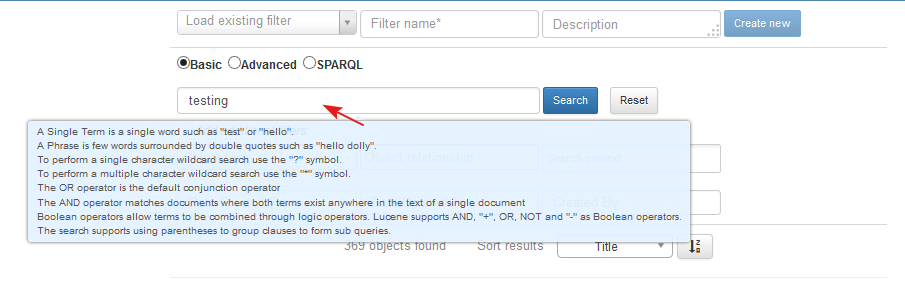 Load existing filter Filter name* Description Create new
Basic Advanced SPARQL
testing Search Reset
A Single Term is a single word such as "test" or "hello".
A Phrase is few words surrounded by double quotes such as "hello dolly".
To perform a single character wildcard search use the "?" symbol.
To perform a multiple character wildcard search use the "*" symbol.
The OR operator is the default conjunction operator
The AND operator matches documents where both terms exist anywhere in the text of a single document
Boolean operators allow terms to be combined through logic operators. Lucene supports AND, "+", OR, NOT and "-" as Boolean operators.
The search supports using parentheses to group clauses to form sub queries.
Object relationship Search context
Created By
369 objects found Sort results Title